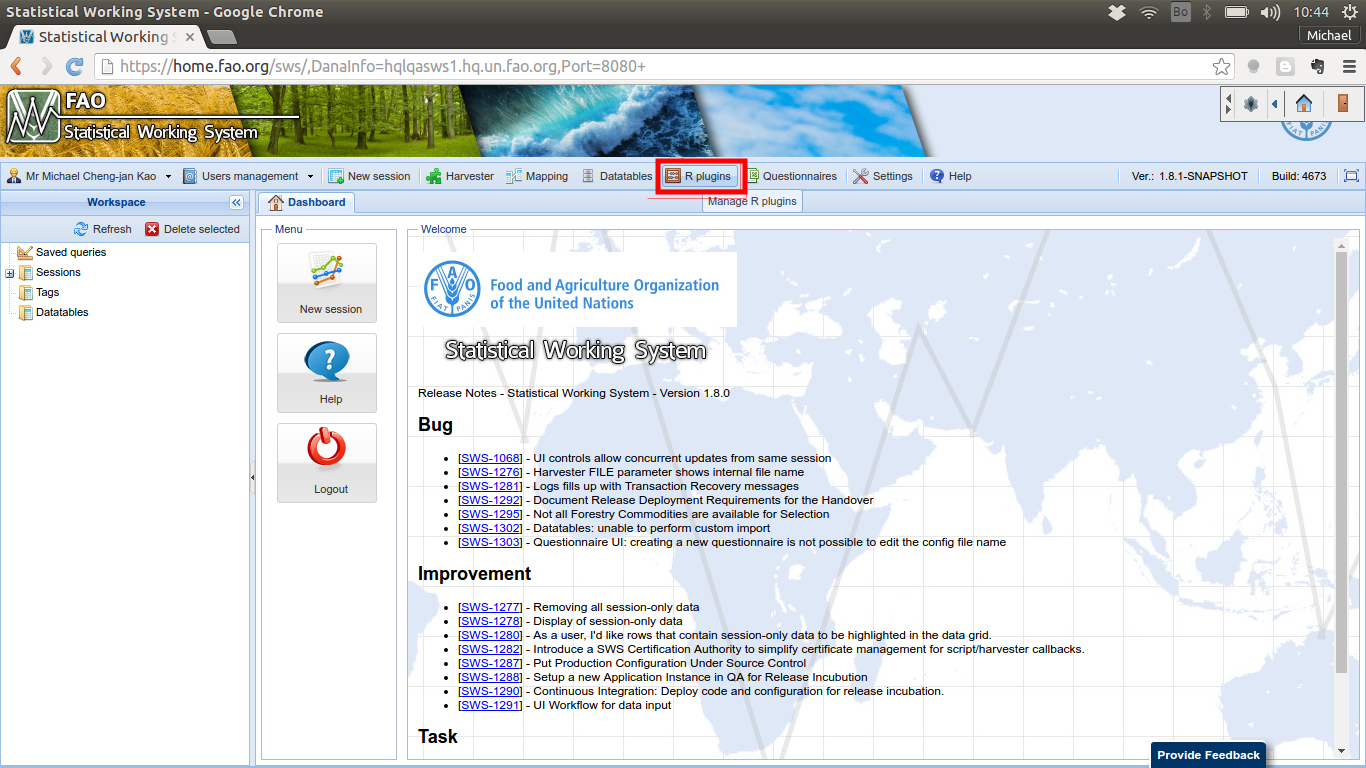 Statistical Working System - Google Chrome
Bo
10:44
Statistical Working
Michael
https://home.fao.org/sws/,DanaInfo=hqlqasws1.hq.un.fao.org,Port=8080+
FAO
Statistical Working System
FIAT PANIS
Mr Michael Cheng-jan Kao
Users management
New session
Harvester
Mapping
Datatables
R plugins
Questionnaires
Settings
Help
Ver.: 1.8.1-SNAPSHOT
Build: 4673
Workspace
Dashboard
Manage R plugins
Refresh
Delete selected
Saved queries
Sessions
Tags
Datatables
Menu
New session
Help
Logout
Welcome
FAO
FIAT PANIS
Food and Agriculture Organization
of the United Nations
Statistical Working System
Release Notes - Statistical Working System - Version 1.8.0
Bug
[SWS-1068] - UI controls allow concurrent updates from same session
[SWS-1276] - Harvester FILE parameter shows internal file name
[SWS-1281] - Logs fills up with Transaction Recovery messages
[SWS-1292] - Document Release Deployment Requirements for the Handover
[SWS-1295] - Not all Forestry Commodities are available for Selection
[SWS-1302] - Datatables: unable to perform custom import
[SWS-1303] - Questionnaire UI: creating a new questionnaire is not possible to edit the config file name
Improvement
[SWS-1277] - Removing all session-only data
[SWS-1278] - Display of session-only data
[SWS-1280] - As a user, I'd like rows that contain session-only data to be highlighted in the data grid.
[SWS-1282] - Introduce a SWS Certification Authority to simplify certificate management for script/harvester callbacks.
[SWS-1287] - Put Production Configuration Under Source Control
[SWS-1288] - Setup a new Application Instance in QA for Release Incubution
[SWS-1290] - Continuous Integration: Deploy code and configuration for release incubation.
[SWS-1291] - UI Workflow for data input
Task
Provide Feedback